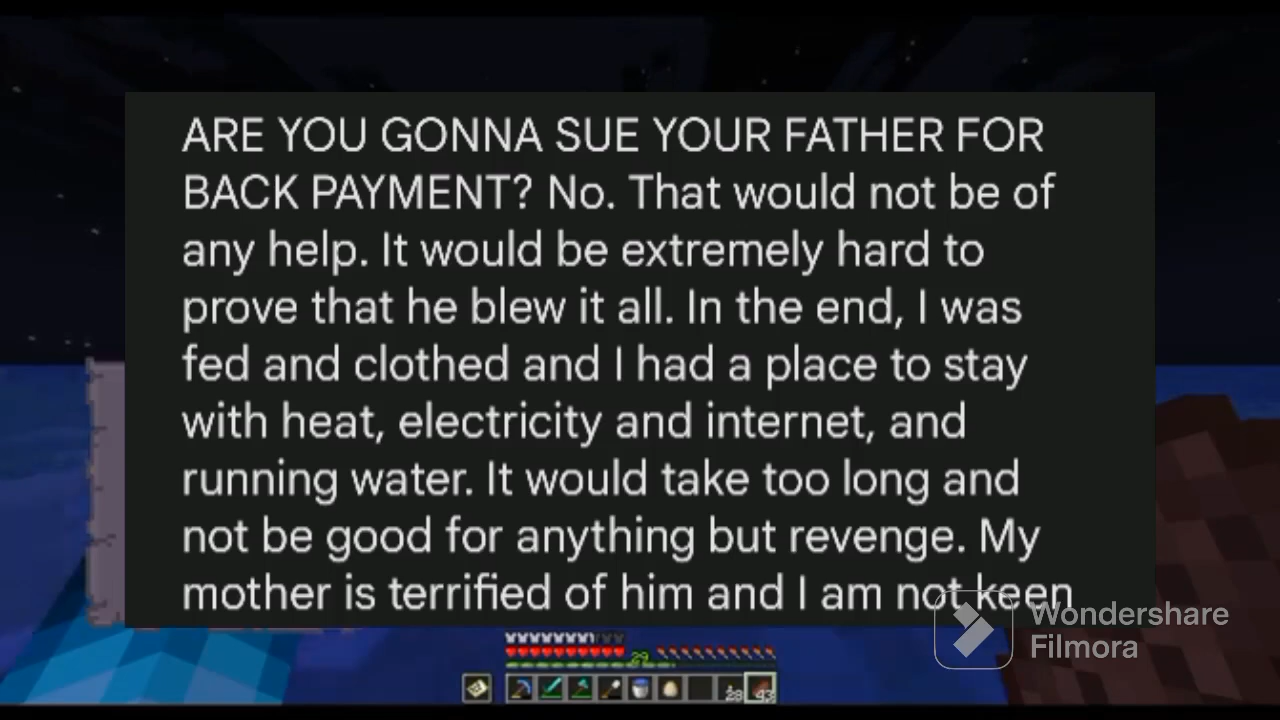 ARE YOU GONNA SUE YOUR FATHER FOR
BACK PAYMENT? No. That would not be of
any help. It would be extremely hard to
prove that he blew it all. In the end, I was
fed and clothed and I had a place to stay
with heat, electricity and internet, and
running water. It would take too long and
not be good for anything but revenge. My
mother is terrified of him and I am not keen
Wondershare
Filmora
29
28
43